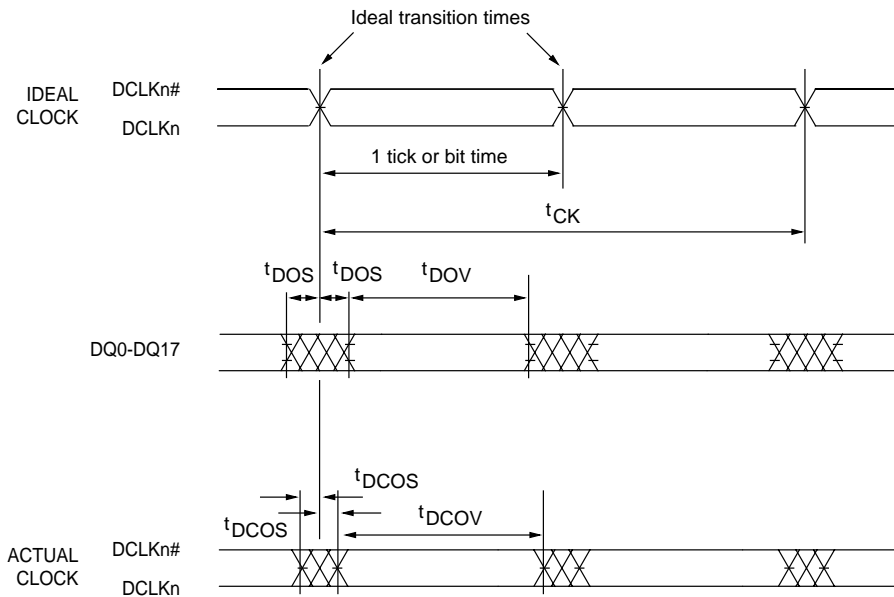 Ideal transition times
IDEAL CLOCK
DCLKn#
DCLKn
1 tick or bit time
tCK
tDOS
tDOS
tDOV
DQ0-DQ17
tDCOS
tDCOS
tDCOV
ACTUAL CLOCK
DCLKn#
DCLKn